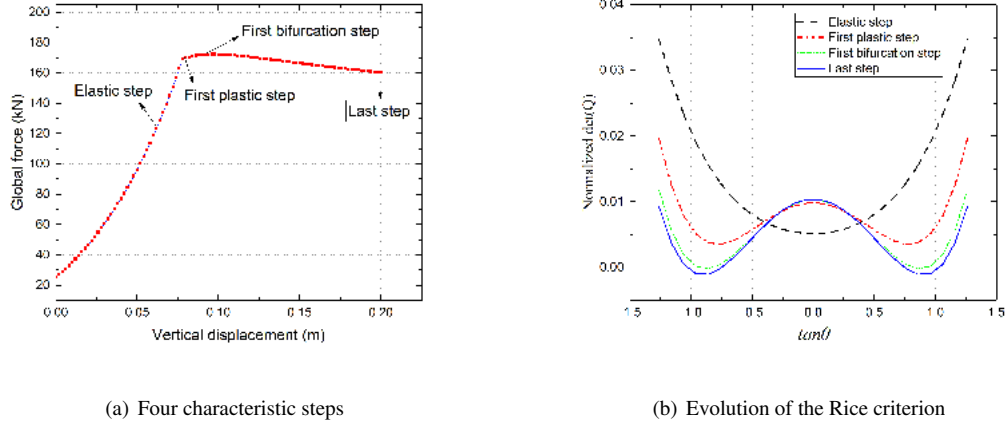 200
180
160
140
120
100
80
60
40
20
Global force (kN)
First bifurcation step
First plastic step
Elastic step
Last step
0.00 0.05 0.10 0.15 0.20
Vertical displacement (m)
(a) Four characteristic steps
0.04
0.03
0.02
0.01
0.00
Normalized det(Q)
Elastic step
First plastic step
First bifurcation step
Last step
1.5 1.0 0.5 0.0 0.5 1.0 1.5
tanθ
(b) Evolution of the Rice criterion